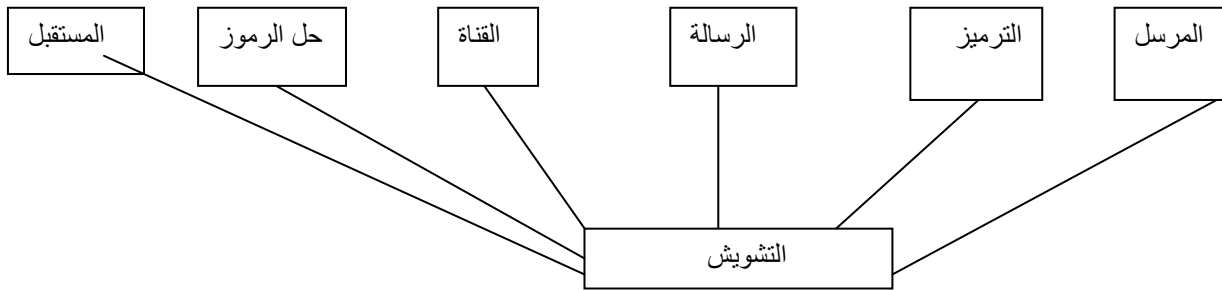 المرسل
الترميز
الرسالة
القناة
حل الرموز
المستقبل
التشويش